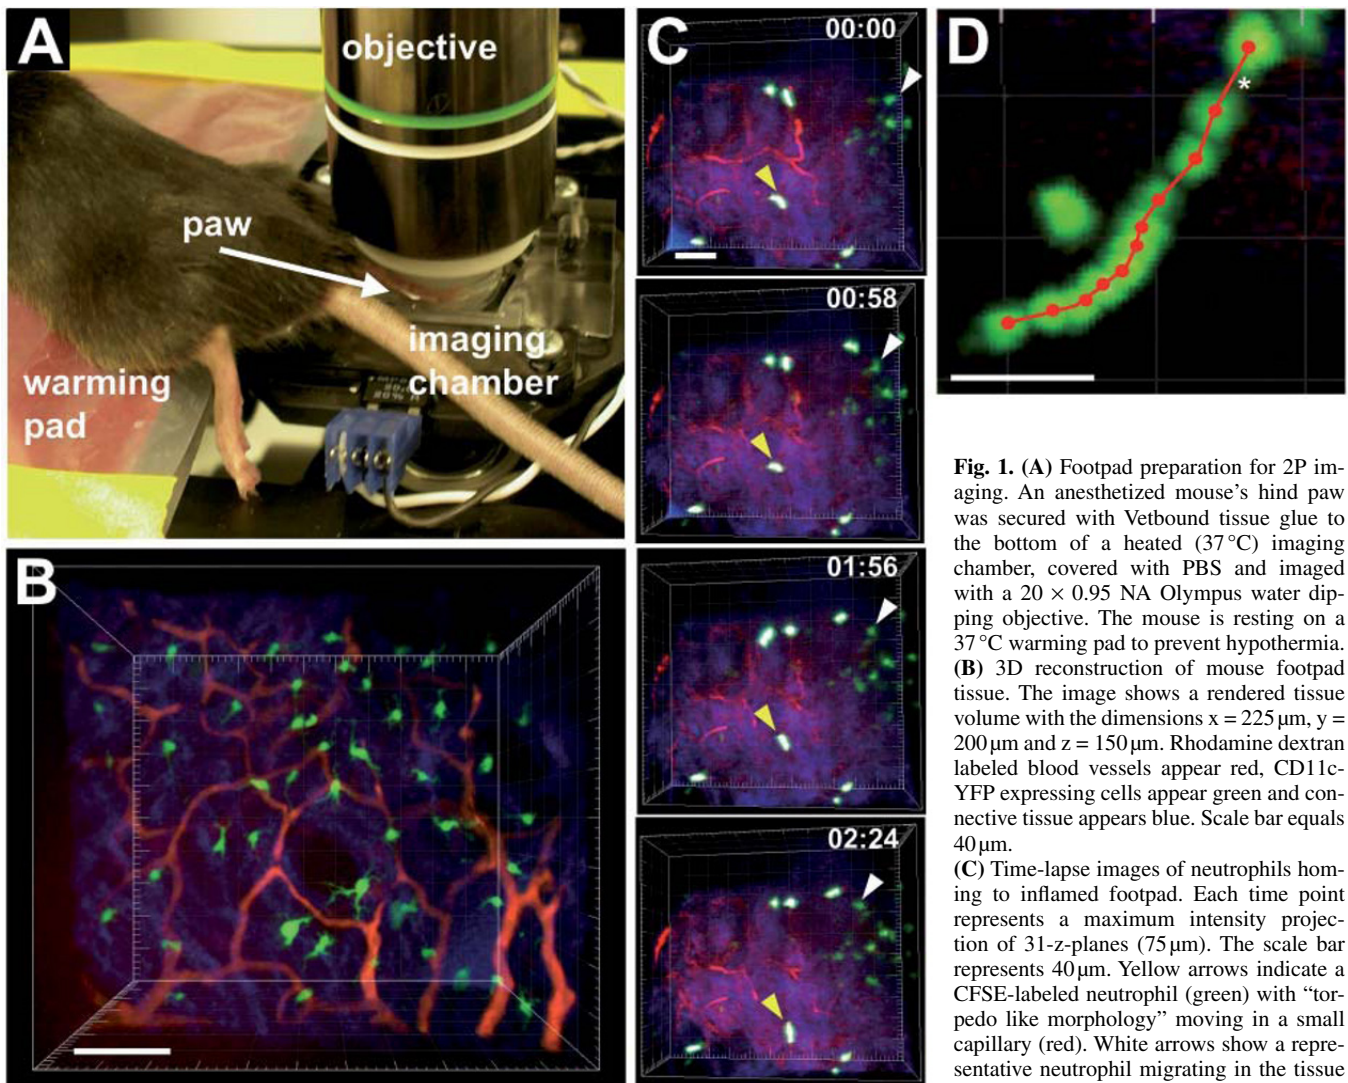 A
objective
paw
imaging
chamber
warming
pad
B
C
00:00
00:58
01:56
02:24
D
*
Fig. 1. (A) Footpad preparation for 2P im-
aging. An anesthetized mouse's hind paw
was secured with Vetbound tissue glue to
the bottom of a heated (37 °C) imaging
chamber, covered with PBS and imaged
with a 20 × 0.95 NA Olympus water dip-
ping objective. The mouse is resting on a
37 °C warming pad to prevent hypothermia.
(B) 3D reconstruction of mouse footpad
tissue. The image shows a rendered tissue
volume with the dimensions x = 225 µm, y =
200 µm and z = 150 µm. Rhodamine dextran
labeled blood vessels appear red, CD11c-
YFP expressing cells appear green and con-
nective tissue appears blue. Scale bar equals
40 µm.
(C) Time-lapse images of neutrophils hom-
ing to inflamed footpad. Each time point
represents a maximum intensity projec-
tion of 31-z-planes (75 µm). The scale bar
represents 40 µm. Yellow arrows indicate a
CFSE-labeled neutrophil (green) with “tor-
pedo like morphology” moving in a small
capillary (red). White arrows show a repre-
sentative neutrophil migrating in the tissue